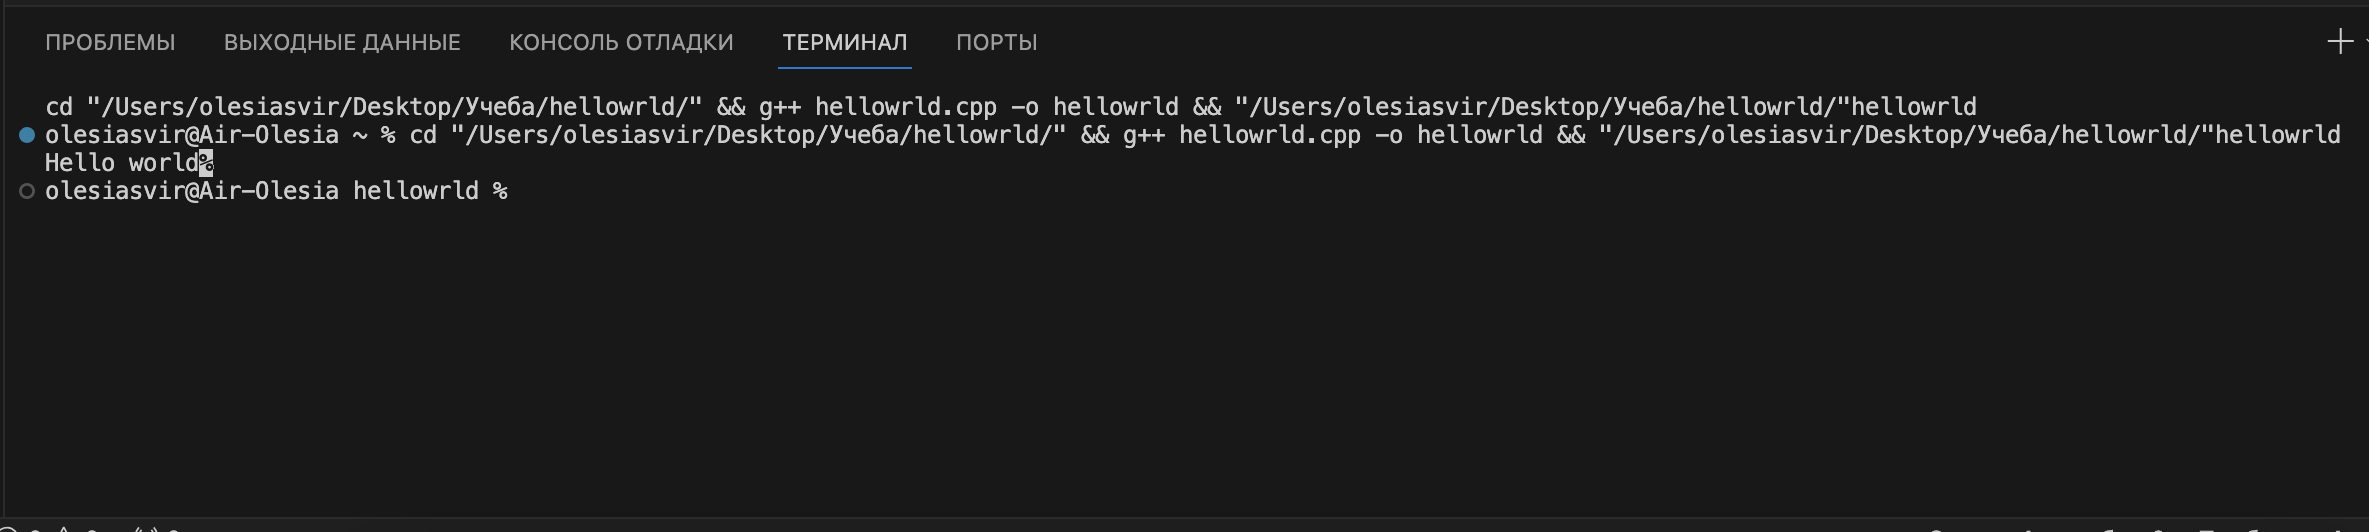 ПРОБЛЕМЫ ВЫХОДНЫЕ ДАННЫЕ КОНСОЛЬ ОТЛАДКИ ТЕРМИНАЛ ПОРТЫ
cd "/Users/olesiasvir/Desktop/Учеба/hellowrld/" && g++ hellowrld.cpp -o hellowrld && "/Users/olesiasvir/Desktop/Учеба/hellowrld/"hellowrld
olesiasvir@Air-Olesia ~ % cd "/Users/olesiasvir/Desktop/Учеба/hellowrld/" && g++ hellowrld.cpp -o hellowrld && "/Users/olesiasvir/Desktop/Учеба/hellowrld/"hellowrld
Hello world%
olesiasvir@Air-Olesia hellowrld %